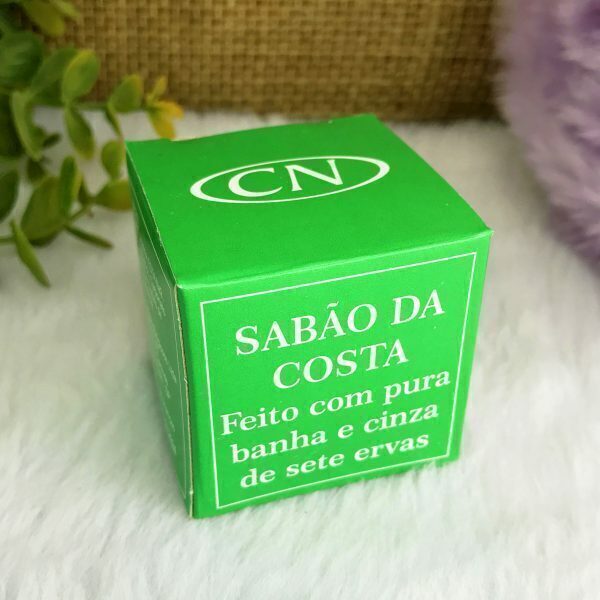 CN
SABÃO DA
COSTA
Feito com pura
banha e cinza
de sete ervas